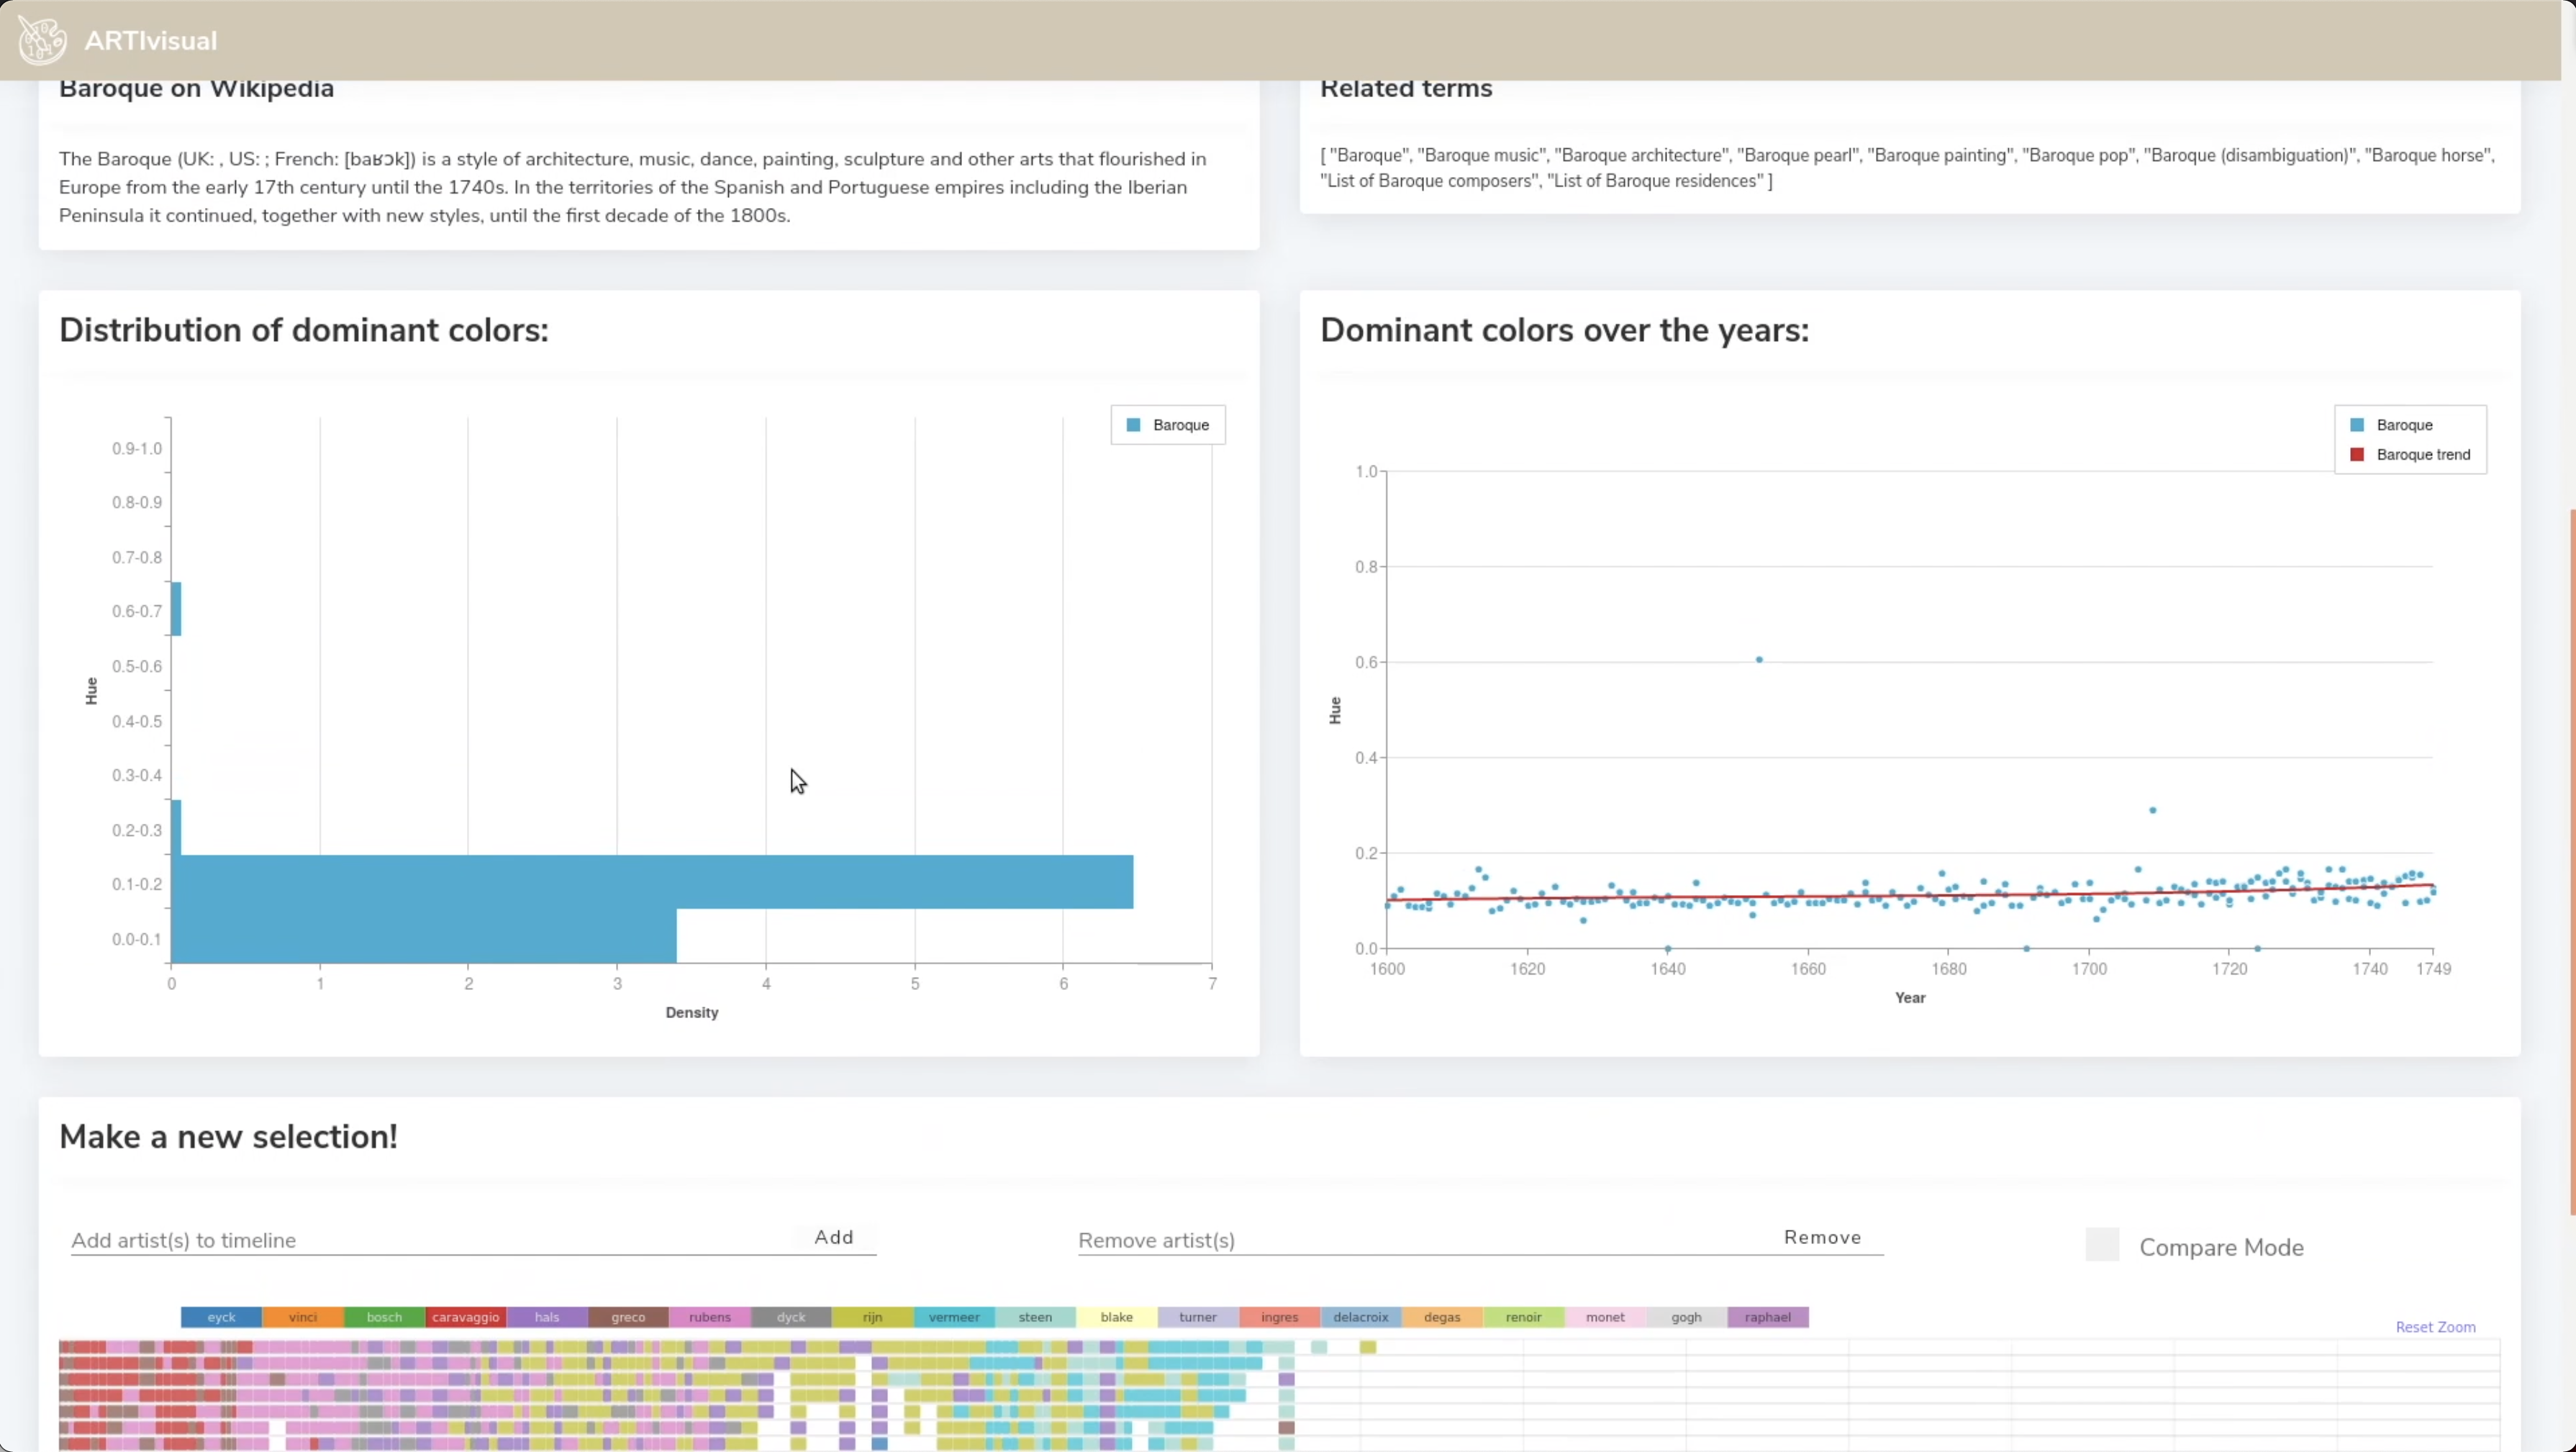 ARTIvisual
Baroque on Wikipedia
The Baroque (UK: , US: ; French: [baʁɔk]) is a style of architecture, music, dance, painting, sculpture and other arts that flourished in
Europe from the early 17th century until the 1740s. In the territories of the Spanish and Portuguese empires including the Iberian
Peninsula it continued, together with new styles, until the first decade of the 1800s.
Related terms
[ "Baroque", "Baroque music", "Baroque architecture", "Baroque pearl", "Baroque painting", "Baroque pop", "Baroque (disambiguation)", "Baroque horse",
"List of Baroque composers", "List of Baroque residences" ]
Distribution of dominant colors:
Baroque
0.9-1.0
0.8-0.9
0.7-0.8
0.6-0.7
0.5-0.6
0.4-0.5
0.3-0.4
0.2-0.3
0.1-0.2
0.0-0.1
Hue
0 1 2 3 4 5 6 7
Density
Dominant colors over the years:
Baroque
Baroque trend
1.0
0.8
0.6
0.4
0.2
0.0
Hue
1600 1620 1640 1660 1680 1700 1720 1740 1749
Year
Make a new selection!
Add artist(s) to timeline Add Remove artist(s) Remove Compare Mode
eyck vinci bosch caravaggio hals greco rubens dyck rijn vermeer steen blake turner ingres delacroix degas renoir monet gogh raphael
Reset Zoom